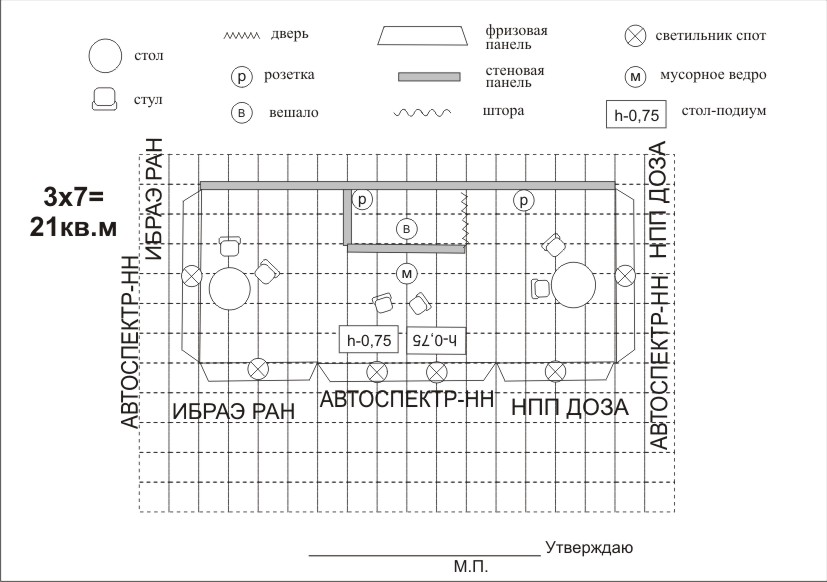 стол
стул
дверь
розетка
вешало
фризовая
панель
стеновая
панель
штора
светильник спот
мусорное ведро
стол-подиум
р
в
м
h-0,75
3х7=
21кв.м
ИБРАЭ РАН
АВТОСПЕКТР-НН
НПП ДОЗА
АВТОСПЕКТР-НН
р
р
в
м
h-0,75
h-0,75
ИБРАЭ РАН
АВТОСПЕКТР-НН
НПП ДОЗА
Утверждаю
М.П.